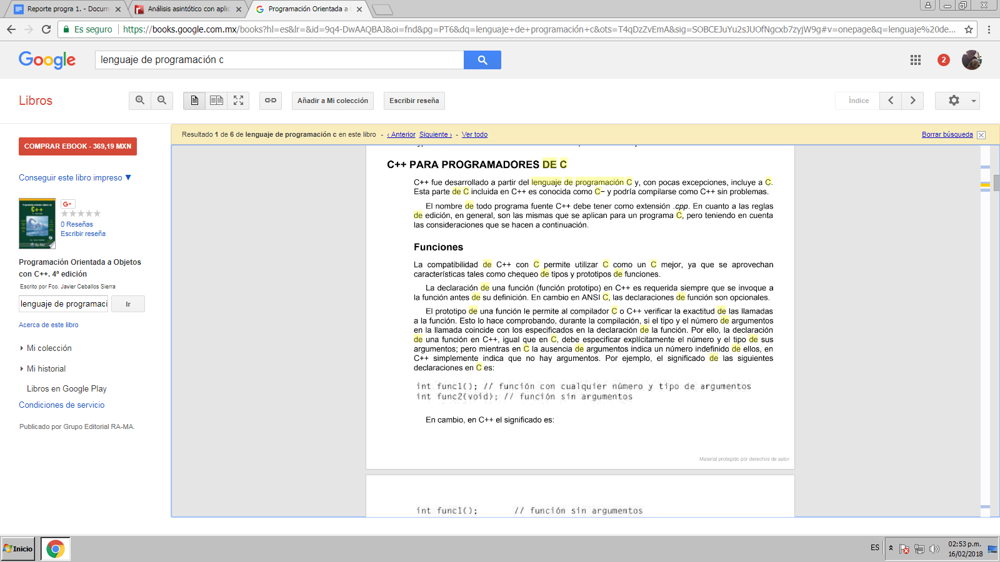 Reporte progra 1. - Docum
Análisis asintótico con aplic
Programación Orientada a
Es seguro
https://books.google.com.mx/books?hl=es&lr=&id=9q4-DwAAQBAJ&oi=fnd&pg=PT6&dq=lenguaje+de+programación+c&ots=T4qDzZvEmA&sig=SOBCEJuYu2sJUOfNgcxb7zyjW9g#v=onepage&q=lenguaje%20de...
Google
lenguaje de programación c
2
Libros
Añadir a Mi colección
Escribir reseña
Índice
Resultado 1 de 6 de lenguaje de programación c en este libro - ‹ Anterior Siguiente › - Ver todo
Borrar búsqueda
COMPRAR EBOOK - 369,19 MXN
Conseguir este libro impreso ▼
G+
0 Reseñas
Escribir reseña
C++
Programación Orientada a Objetos
con C++. 4ª edición
Escrito por Fco. Javier Ceballos Sierra
lenguaje de programaci
Ir
Acerca de este libro
Mi colección
Mi historial
Libros en Google Play
Condiciones de servicio
Publicado por Grupo Editorial RA-MA.
C++ PARA PROGRAMADORES DE C
C++ fue desarrollado a partir del lenguaje de programación C y, con pocas excepciones, incluye a C.
Esta parte de C incluida en C++ es conocida como C− y podría compilarse como C++ sin problemas.
El nombre de todo programa fuente C++ debe tener como extensión .cpp. En cuanto a las reglas
de edición, en general, son las mismas que se aplican para un programa C, pero teniendo en cuenta
las consideraciones que se hacen a continuación.
Funciones
La compatibilidad de C++ con C permite utilizar C como un C mejor, ya que se aprovechan
características tales como chequeo de tipos y prototipos de funciones.
La declaración de una función (función prototipo) en C++ es requerida siempre que se invoque a
la función antes de su definición. En cambio en ANSI C, las declaraciones de función son opcionales.
El prototipo de una función le permite al compilador C o C++ verificar la exactitud de las llamadas
a la función. Esto lo hace comprobando, durante la compilación, si el tipo y el número de argumentos
en la llamada coincide con los especificados en la declaración de la función. Por ello, la declaración
de una función en C++, igual que en C, debe especificar explícitamente el número y el tipo de sus
argumentos; pero mientras en C la ausencia de argumentos indica un número indefinido de ellos, en
C++ simplemente indica que no hay argumentos. Por ejemplo, el significado de las siguientes
declaraciones en C es:
int func1(); // función con cualquier número y tipo de argumentos
int func2(void); // función sin argumentos
En cambio, en C++ el significado es:
Material protegido por derechos de autor
int func1(); // función sin argumentos
Inicio
ES
02:53 p.m.
16/02/2018